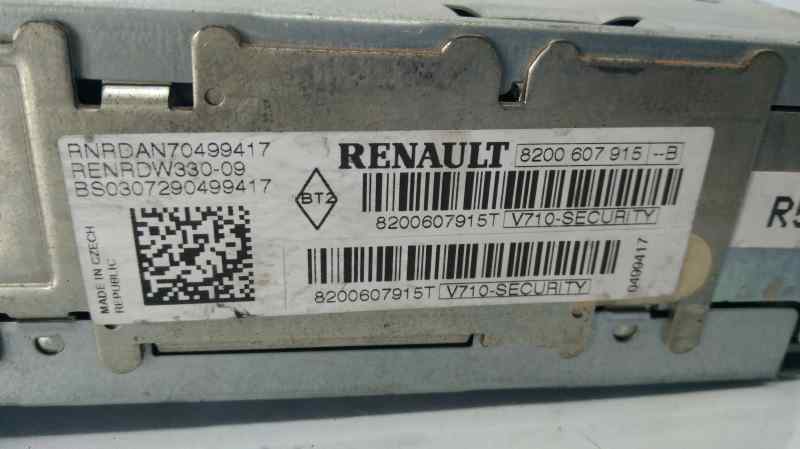 RNRDAN70499417
RENRDW330-09
BS0307290499417
RENAULT 8200 607 915 --B
BT2
8200607915T V710-SECURITY
8200607915T V710-SECURITY
0499417
MADE IN CZECH
REPUBLIC
R5